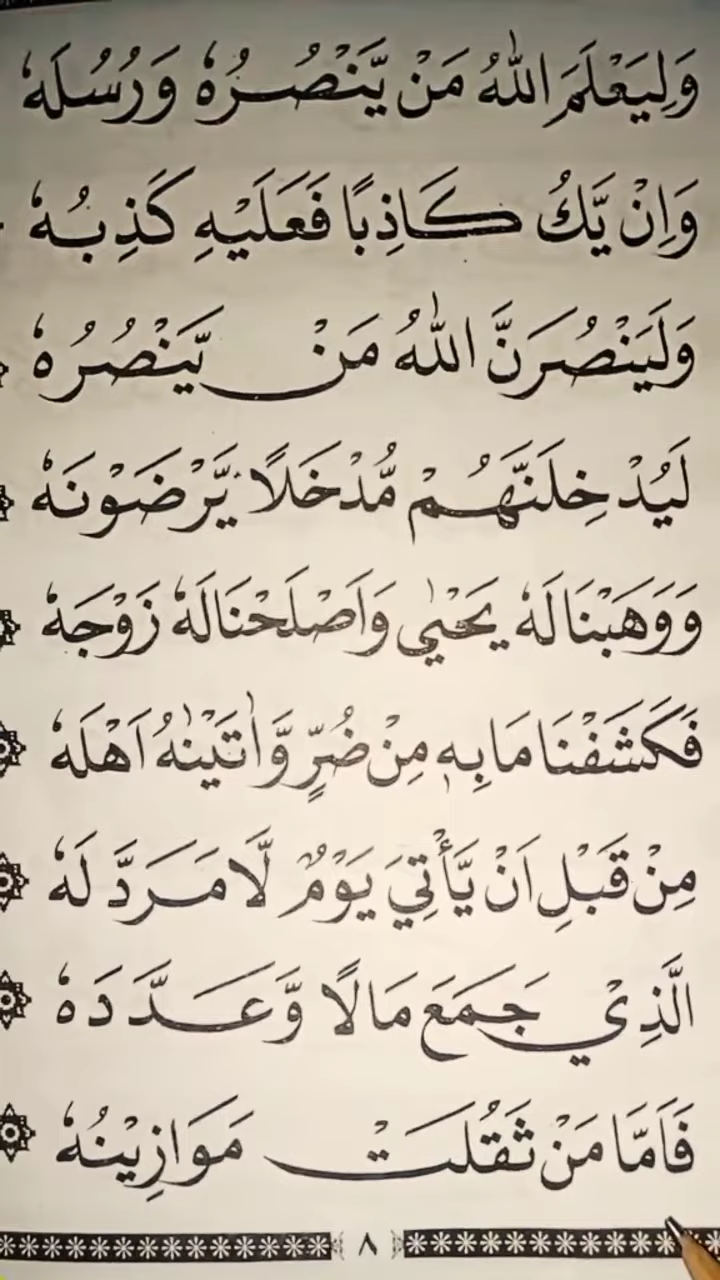 وَلِيَعْلَمَ اللّٰهُ مَنْ يَّنْصُرُهٗ وَرُسُلَهٗ
وَاِنْ يَّكُ كَاذِبًا فَعَلَيْهِ كَذِبُهٗ
وَلَيَنْصُرَنَّ اللّٰهُ مَنْ يَّنْصُرُهٗ
لَيُدْخِلَنَّهُمْ مُّدْخَلًا يَّرْضَوْنَهٗ
وَوَهَبْنَا لَهٗ يَحْيٰي وَاَصْلَحْنَا لَهٗ زَوْجَهٗ
فَكَشَفْنَا مَا بِهٖ مِنْ ضُرٍّ وَّاٰتَيْنٰهُ اَهْلَهٗ
مِنْ قَبْلِ اَنْ يَّأْتِيَ يَوْمٌ لَّا مَرَدَّ لَهٗ
الَّذِيْ جَمَعَ مَالًا وَّعَدَّدَهٗ
فَاَمَّا مَنْ ثَقُلَتْ مَوَازِيْنُهٗ
٨